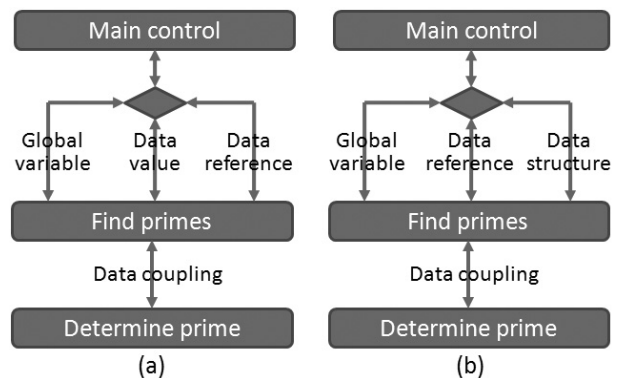 Main control
Global variable
Data value
Data reference
Find primes
Data coupling
Determine prime
(a)
Main control
Global variable
Data reference
Data structure
Find primes
Data coupling
Determine prime
(b)